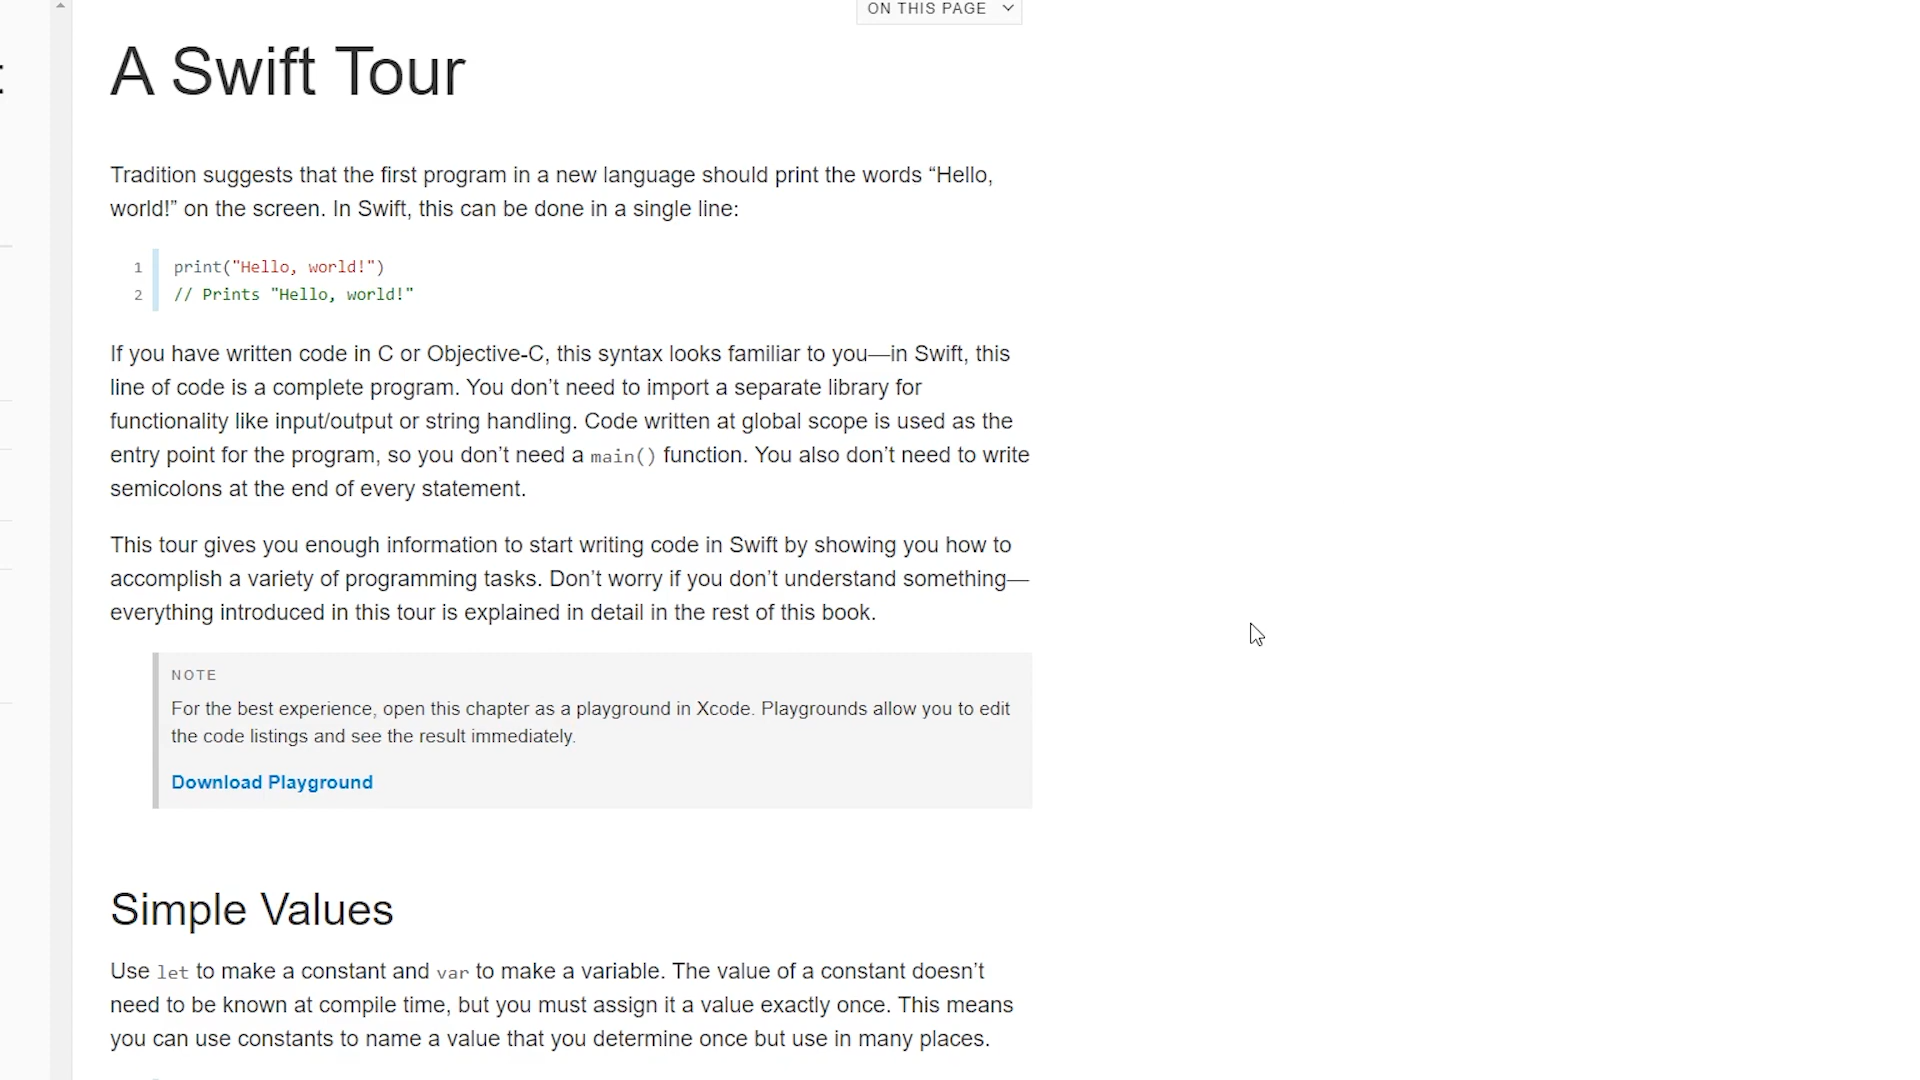 ON THIS PAGE
A Swift Tour
Tradition suggests that the first program in a new language should print the words “Hello,
world!” on the screen. In Swift, this can be done in a single line:
1 print("Hello, world!")
2 // Prints "Hello, world!"
If you have written code in C or Objective-C, this syntax looks familiar to you—in Swift, this
line of code is a complete program. You don’t need to import a separate library for
functionality like input/output or string handling. Code written at global scope is used as the
entry point for the program, so you don’t need a main() function. You also don’t need to write
semicolons at the end of every statement.
This tour gives you enough information to start writing code in Swift by showing you how to
accomplish a variety of programming tasks. Don’t worry if you don’t understand something—
everything introduced in this tour is explained in detail in the rest of this book.
NOTE
For the best experience, open this chapter as a playground in Xcode. Playgrounds allow you to edit
the code listings and see the result immediately.
Download Playground
Simple Values
Use let to make a constant and var to make a variable. The value of a constant doesn’t
need to be known at compile time, but you must assign it a value exactly once. This means
you can use constants to name a value that you determine once but use in many places.